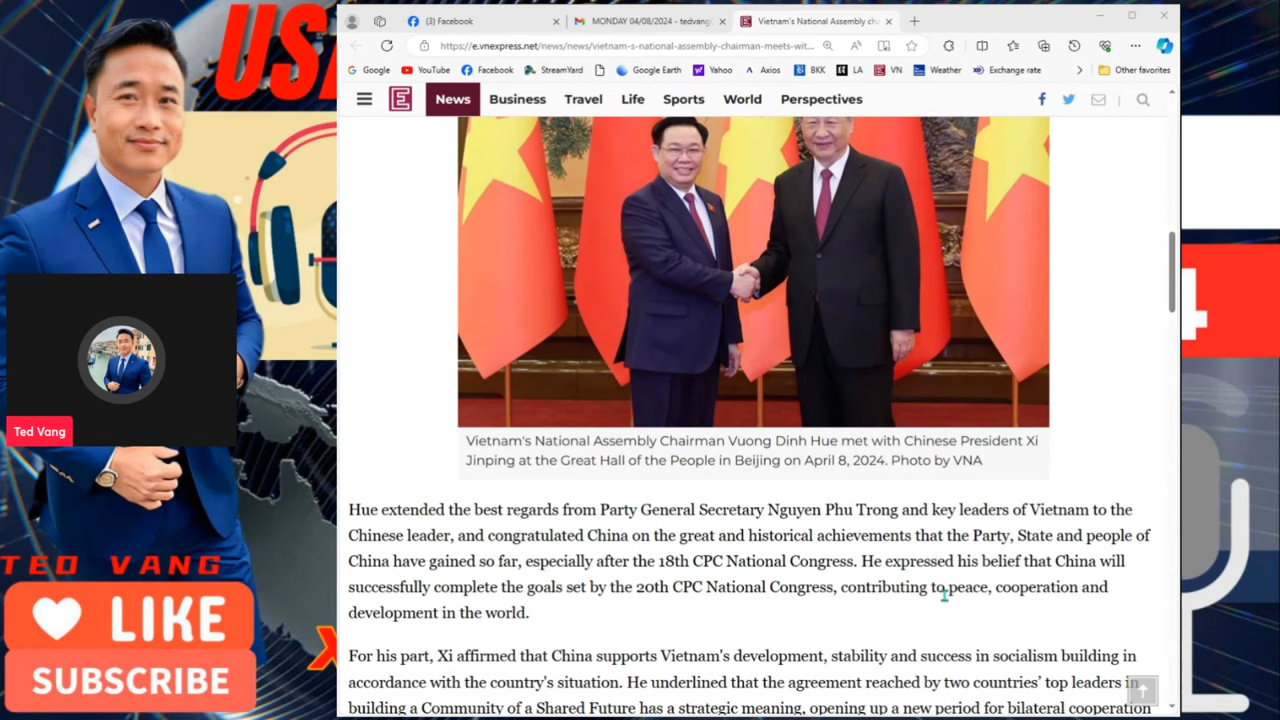 USA
(3) Facebook
MONDAY 04/08/2024 - tedvang
Vietnam's National Assembly ch
https://e.vnexpress.net/news/news/vietnam-s-national-assembly-chairman-meets-wit...
Google YouTube Facebook StreamYard Google Earth Yahoo Axios BKK LA VN Weather Exchange rate Other favorites
E News Business Travel Life Sports World Perspectives
Vietnam's National Assembly Chairman Vuong Dinh Hue met with Chinese President Xi
Jinping at the Great Hall of the People in Beijing on April 8, 2024. Photo by VNA
Hue extended the best regards from Party General Secretary Nguyen Phu Trong and key leaders of Vietnam to the
Chinese leader, and congratulated China on the great and historical achievements that the Party, State and people of
China have gained so far, especially after the 18th CPC National Congress. He expressed his belief that China will
successfully complete the goals set by the 20th CPC National Congress, contributing to peace, cooperation and
development in the world.
For his part, Xi affirmed that China supports Vietnam's development, stability and success in socialism building in
accordance with the country's situation. He underlined that the agreement reached by two countries' top leaders in
building a Community of a Shared Future has a strategic meaning, opening up a new period for bilateral cooperation
Ted Vang
TED VANG
LIKE
SUBSCRIBE
X
4